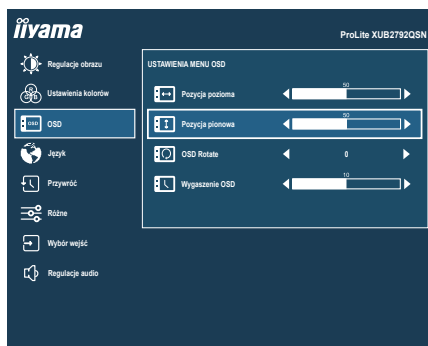 iiyama
ProLite XUB2792QSN
Regulacje obrazu
Ustawienia kolorów
OSD
Język
Przywróć
Różne
Wybór wejść
Regulacje audio
USTAWIENIA MENU OSD
Pozycja pozioma 50
Pozycja pionowa 50
OSD Rotate 0
Wygaszenie OSD 10